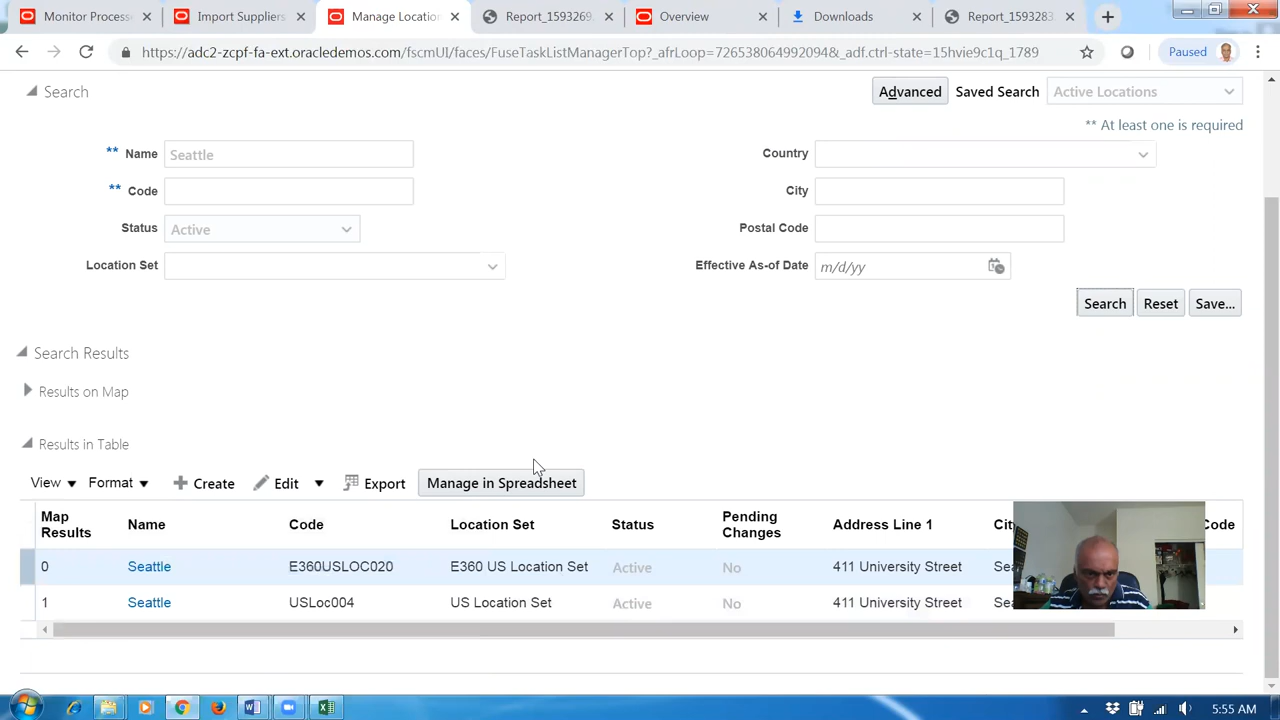 Monitor Process
Import Suppliers
Manage Locatio
Overview
Downloads
Report_1593283
https://adc2-zcpf-fa-ext.oracledemos.com/fscmUI/faces/FuseTaskListManagerTop?_afrLoop=72653806499209​4&_adf.ctrl-state=15hvie9c1q_1789
Paused
Search
Advanced
Saved Search
Active Locations
** At least one is required
** Name
Seattle
Country
** Code
City
Status
Active
Postal Code
Location Set
Effective As-of Date
m/d/yy
Search
Reset
Save...
Search Results
Results on Map
Results in Table
View
Format
Create
Edit
Export
Manage in Spreadsheet
Map Results
Name
Code
Location Set
Status
Pending Changes
Address Line 1
Code
0 Seattle E360USLOC020 E360 US Location Set Active No 411 University Street
1 Seattle USLoc004 US Location Set Active No 411 University Street
5:55 AM